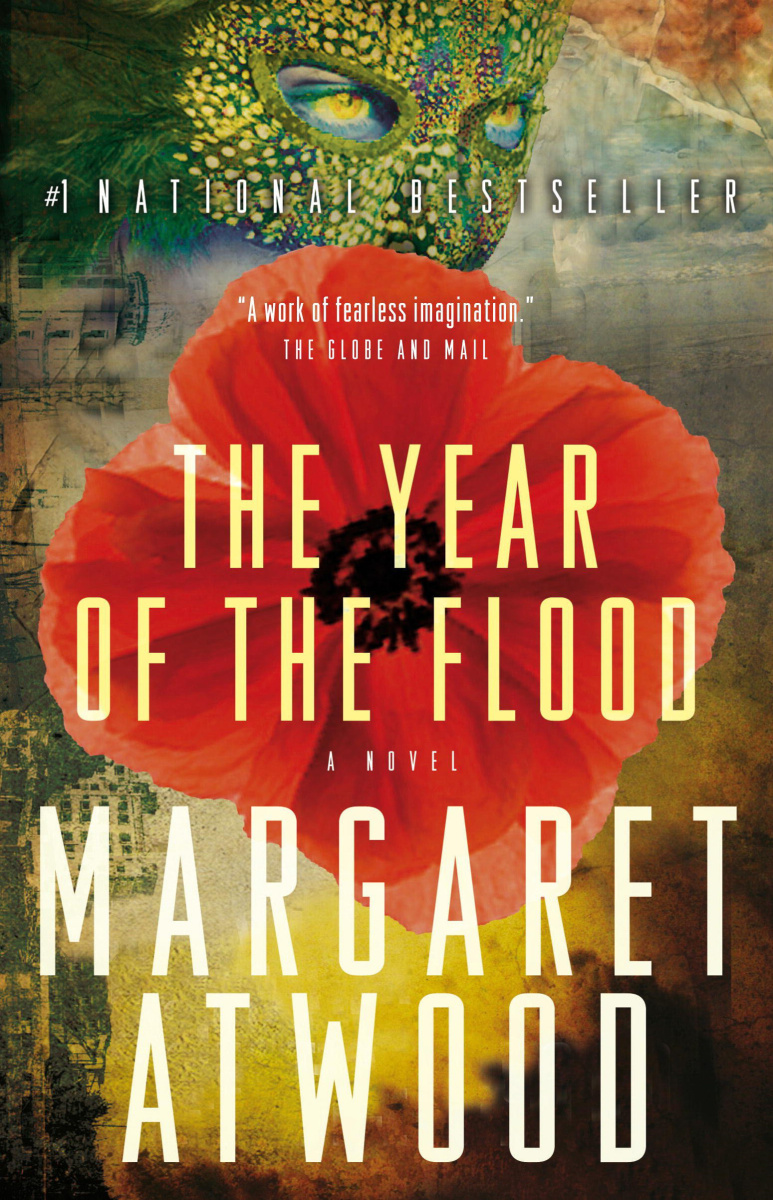 #1 NATIONAL BESTSELLER
“A work of fearless imagination.”
THE GLOBE AND MAIL
THE YEAR
OF THE FLOOD
A NOVEL
MARGARET
ATWOOD